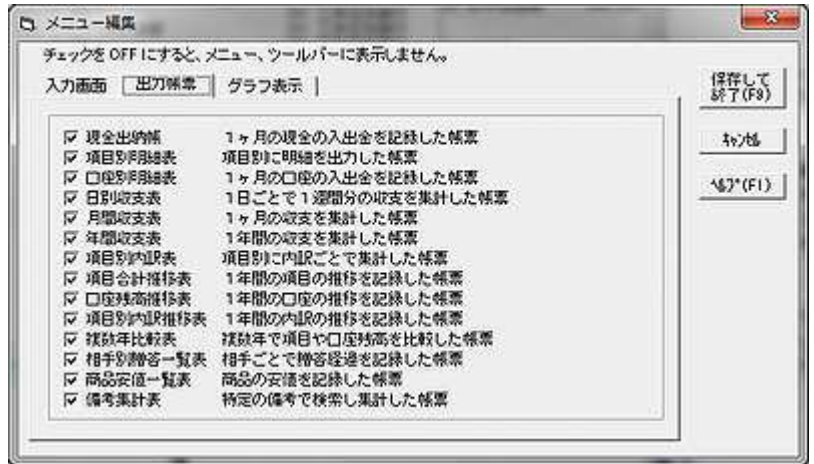 メニュー編集
チェックを OFF にすると、メニュー、ツールバーに表示しません。
入力画面 出力帳票 グラフ表示
保存して
終了(F9)
キャンセル
ヘルプ(F1)
現金出納帳 1ヶ月の現金の入出金を記録した帳票
項目別明細表 項目別に明細を出力した帳票
口座別明細表 1ヶ月の口座の入出金を記録した帳票
日別収支表 1日ごとで1週間分の収支を集計した帳票
月間収支表 1ヶ月の収支を集計した帳票
年間収支表 1年間の収支を集計した帳票
項目別内訳表 項目別に内訳ごとで集計した帳票
項目合計推移表 1年間の項目の推移を記録した帳票
口座残高推移表 1年間の口座の推移を記録した帳票
項目別内訳推移表 1年間の内訳の推移を記録した帳票
複数年比較表 複数年で項目や口座残高を比較した帳票
相手別贈答一覧表 相手ごとで贈答経過を記録した帳票
商品安値一覧表 商品の安値を記録した帳票
備考集計表 特定の備考で検索し集計した帳票